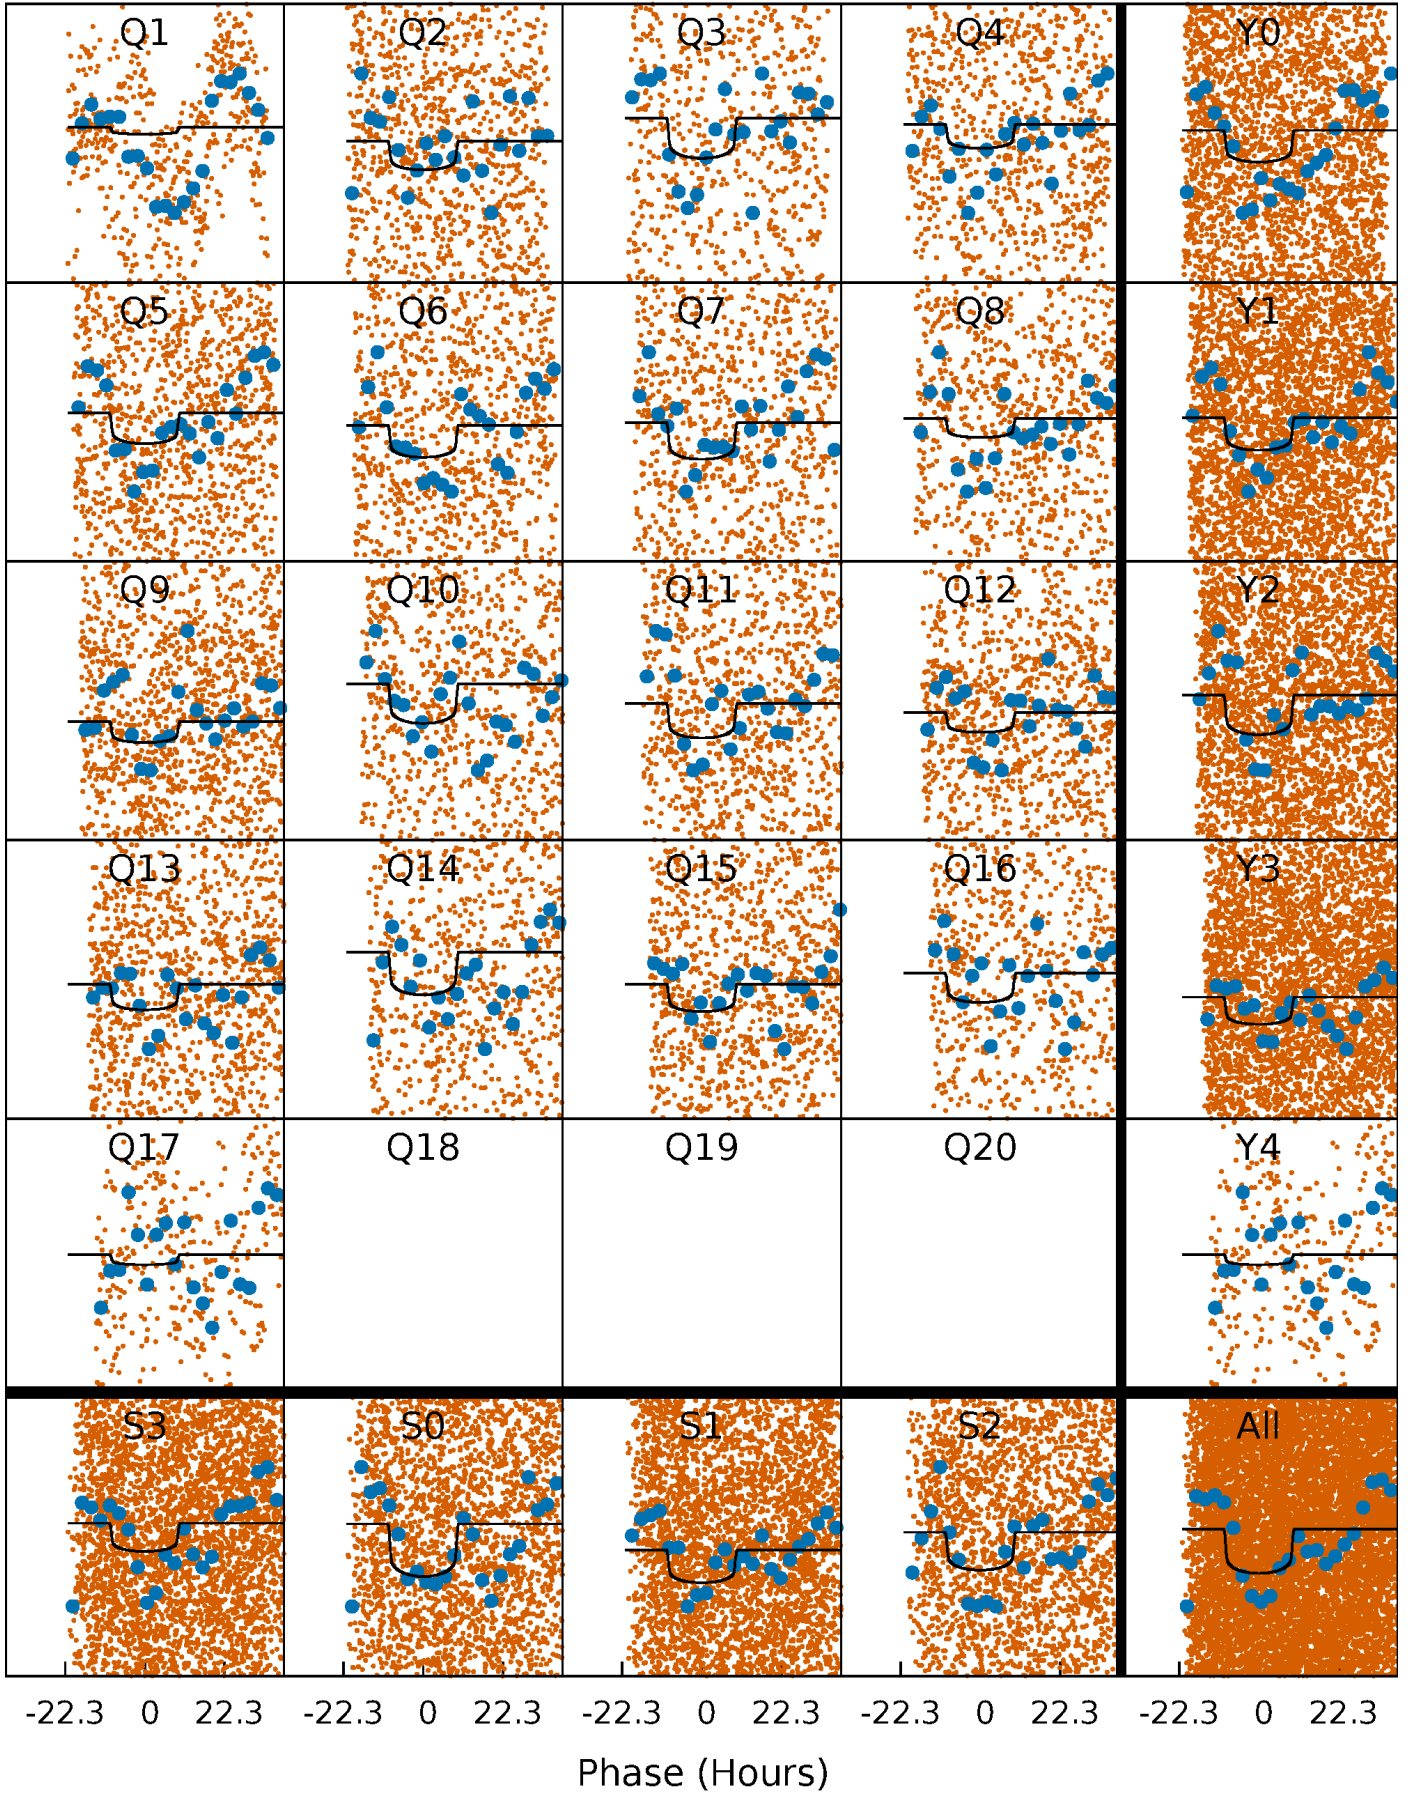 Q1 Q2 Q3 Q4 Y0
Q5 Q6 Q7 Q8 Y1
Q9 Q10 Q11 Q12 Y2
Q13 Q14 Q15 Q16 Y3
Q17 Q18 Q19 Q20 Y4
S3 S0 S1 S2 All
-22.3 0 22.3 -22.3 0 22.3 -22.3 0 22.3 -22.3 0 22.3 -22.3 0 22.3
Phase (Hours)